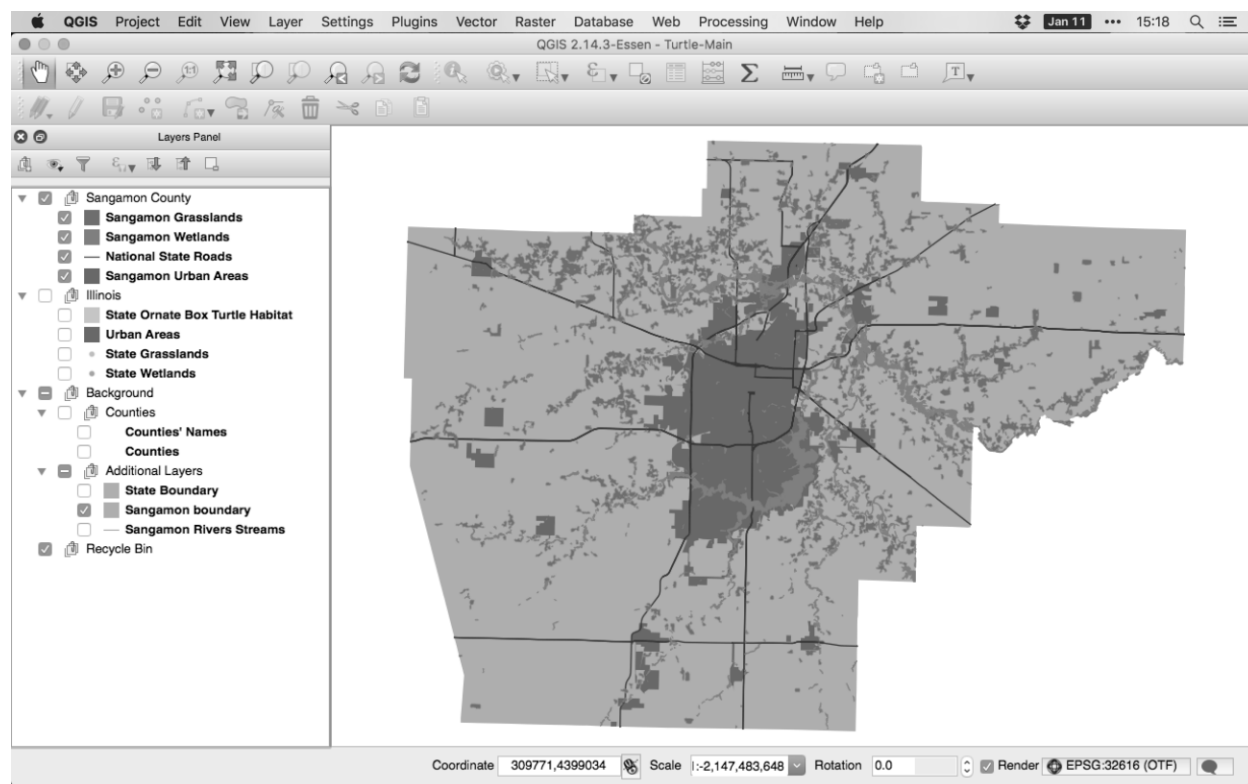 QGIS Project Edit View Layer Settings Plugins Vector Raster Database Web Processing Window Help Jan 11 15:18
QGIS 2.14.3-Essen - Turtle-Main
Layers Panel
Sangamon County
Sangamon Grasslands
Sangamon Wetlands
National State Roads
Sangamon Urban Areas
Illinois
State Ornate Box Turtle Habitat
Urban Areas
State Grasslands
State Wetlands
Background
Counties
Counties' Names
Counties
Additional Layers
State Boundary
Sangamon boundary
Sangamon Rivers Streams
Recycle Bin
Coordinate 309771,4399034 Scale l:-2,147,483,648 Rotation 0.0 Render EPSG:32616 (OTF)